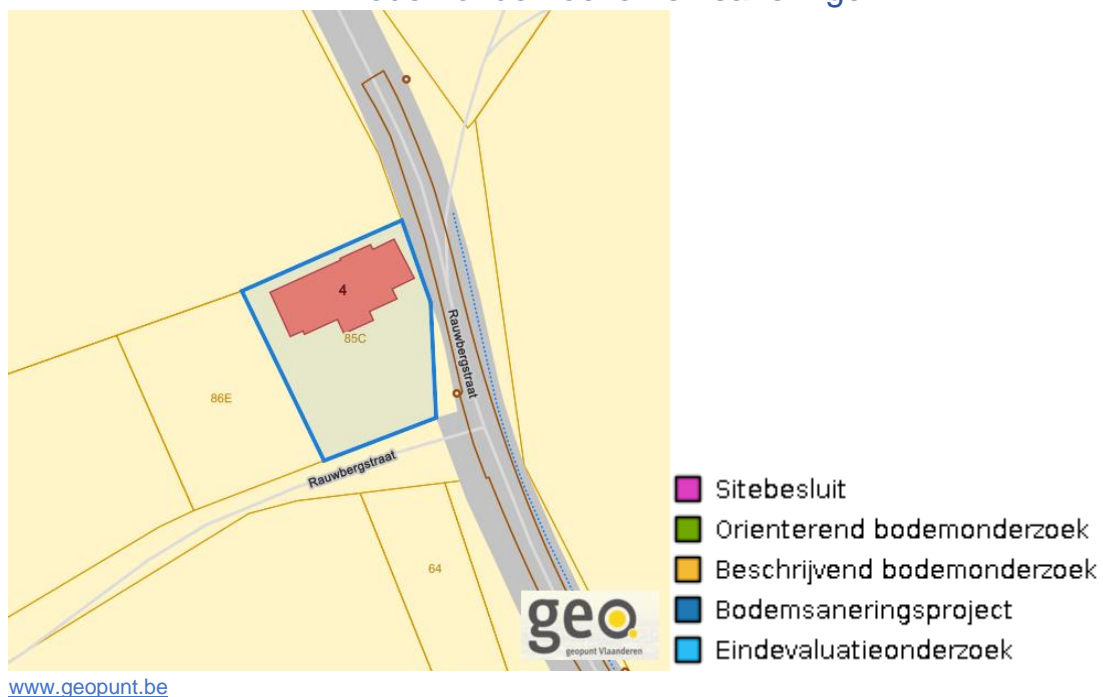 4
85C
86E
Rauwbergstraat
Rauwbergstraat
64
geo
geopunt Vlaanderen
Sitebesluit
Orienterend bodemonderzoek
Beschrijvend bodemonderzoek
Bodemsaneringsproject
Eindevaluatieonderzoek
www.geopunt.be